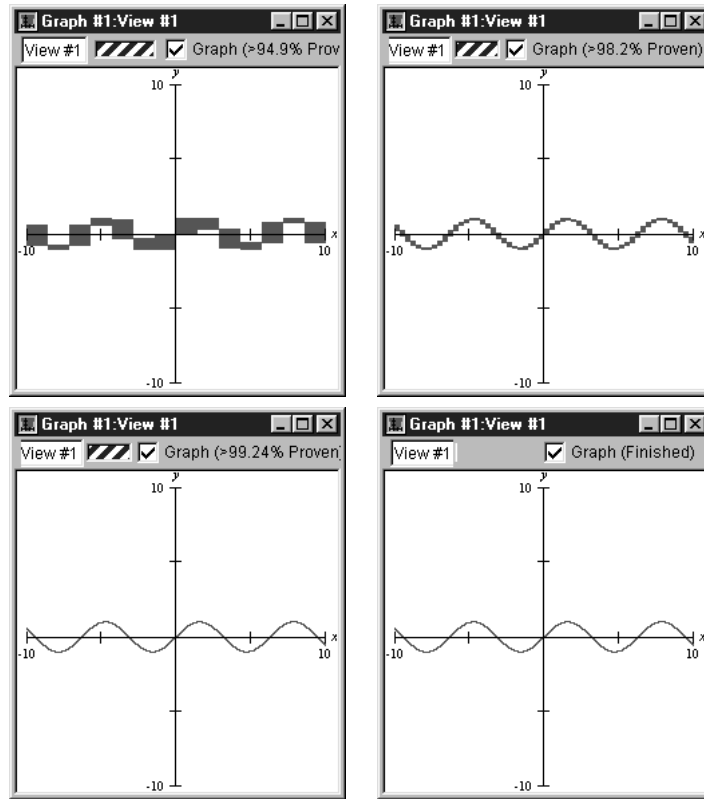 Graph #1:View #1
View #1 Graph (>94.9% Prov
y
10
x
-10 10
-10
Graph #1:View #1
View #1 Graph (>98.2% Proven)
y
10
x
-10 10
-10
Graph #1:View #1
View #1 Graph (>99.24% Proven)
y
10
x
-10 10
-10
Graph #1:View #1
View #1 Graph (Finished)
y
10
x
-10 10
-10